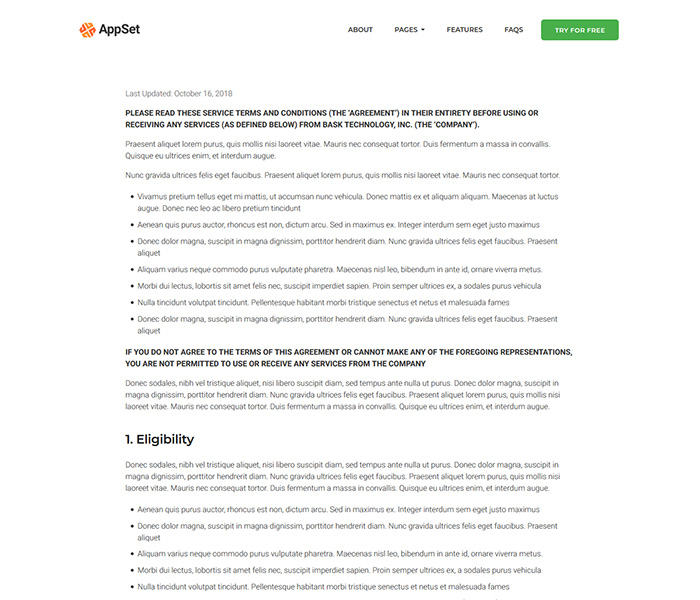 AppSet
ABOUT PAGES FEATURES FAQS TRY FOR FREE
Last Updated: October 16, 2018
PLEASE READ THESE SERVICE TERMS AND CONDITIONS (THE 'AGREEMENT') IN THEIR ENTIRETY BEFORE USING OR
RECEIVING ANY SERVICES (AS DEFINED BELOW) FROM BASK TECHNOLOGY, INC. (THE 'COMPANY').
Praesent aliquet lorem purus, quis mollis nisi laoreet vitae. Mauris nec consequat tortor. Duis fermentum a massa in convallis.
Quisque eu ultrices enim, et interdum augue.
Nunc gravida ultrices felis eget faucibus. Praesent aliquet lorem purus, quis mollis nisi laoreet vitae. Mauris nec consequat tortor.
• Vivamus pretium tellus eget mi mattis, ut accumsan nunc vehicula. Donec mattis ex et aliquam aliquam. Maecenas at luctus
augue. Donec nec leo ac libero pretium tincidunt
• Aenean quis purus auctor, rhoncus est non, dictum arcu. Sed in maximus ex. Integer interdum sem eget justo maximus
• Donec dolor magna, suscipit in magna dignissim, porttitor hendrerit diam. Nunc gravida ultrices felis eget faucibus. Praesent
aliquet
• Aliquam varius neque commodo purus vulputate pharetra. Maecenas nisl leo, bibendum in ante id, ornare viverra metus.
• Morbi dui lectus, lobortis sit amet felis nec, suscipit imperdiet sapien. Proin semper ultrices ex, a sodales purus vehicula
• Nulla tincidunt volutpat tincidunt. Pellentesque habitant morbi tristique senectus et netus et malesuada fames
• Donec dolor magna, suscipit in magna dignissim, porttitor hendrerit diam. Nunc gravida ultrices felis eget faucibus. Praesent
aliquet
IF YOU DO NOT AGREE TO THE TERMS OF THIS AGREEMENT OR CANNOT MAKE ANY OF THE FOREGOING REPRESENTATIONS,
YOU ARE NOT PERMITTED TO USE OR RECEIVE ANY SERVICES FROM THE COMPANY
Donec sodales, nibh vel tristique aliquet, nisi libero suscipit diam, sed tempus ante nulla ut purus. Donec dolor magna, suscipit in
magna dignissim, porttitor hendrerit diam. Nunc gravida ultrices felis eget faucibus. Praesent aliquet lorem purus, quis mollis nisi
laoreet vitae. Mauris nec consequat tortor. Duis fermentum a massa in convallis. Quisque eu ultrices enim, et interdum augue.
1. Eligibility
Donec sodales, nibh vel tristique aliquet, nisi libero suscipit diam, sed tempus ante nulla ut purus. Donec dolor magna, suscipit in
magna dignissim, porttitor hendrerit diam. Nunc gravida ultrices felis eget faucibus. Praesent aliquet lorem purus, quis mollis nisi
laoreet vitae. Mauris nec consequat tortor. Duis fermentum a massa in convallis. Quisque eu ultrices enim, et interdum augue.
• Aenean quis purus auctor, rhoncus est non, dictum arcu. Sed in maximus ex. Integer interdum sem eget justo maximus
• Donec dolor magna, suscipit in magna dignissim, porttitor hendrerit diam. Nunc gravida ultrices felis eget faucibus. Praesent
aliquet
• Aliquam varius neque commodo purus vulputate pharetra. Maecenas nisl leo, bibendum in ante id, ornare viverra metus.
• Morbi dui lectus, lobortis sit amet felis nec, suscipit imperdiet sapien. Proin semper ultrices ex, a sodales purus vehicula
• Nulla tincidunt volutpat tincidunt. Pellentesque habitant morbi tristique senectus et netus et malesuada fames